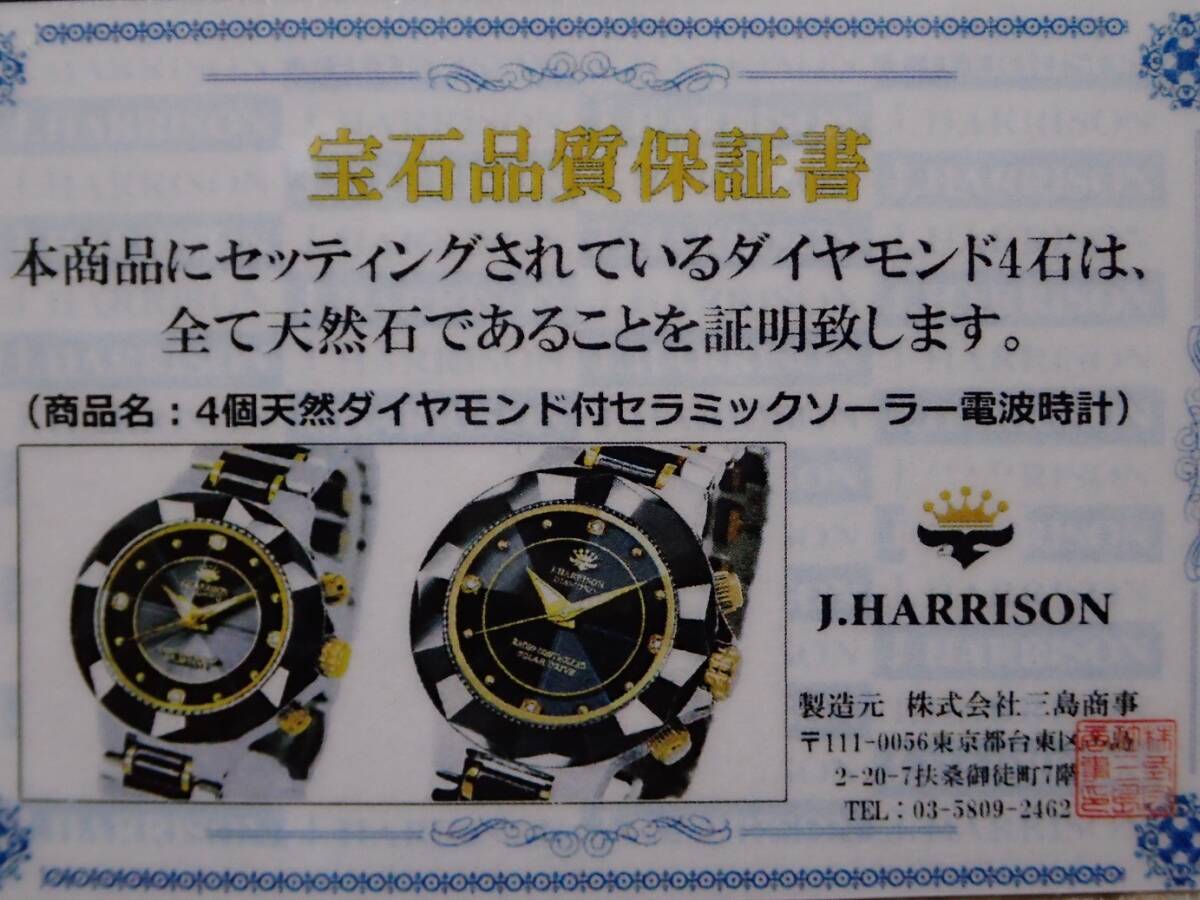 宝石品質保証書
本商品にセッティングされているダイヤモンド4石は、
全て天然石であることを証明致します。
（商品名：4個天然ダイヤモンド付セラミックソーラー電波時計）
J.HARRISON
RADIO CONTROLLED
SOLAR DRIVE
J.HARRISON
製造元 株式会社三島商事
〒111-0056東京都台東区
2-20-7扶桑御徒町7階
TEL：03-5809-2462